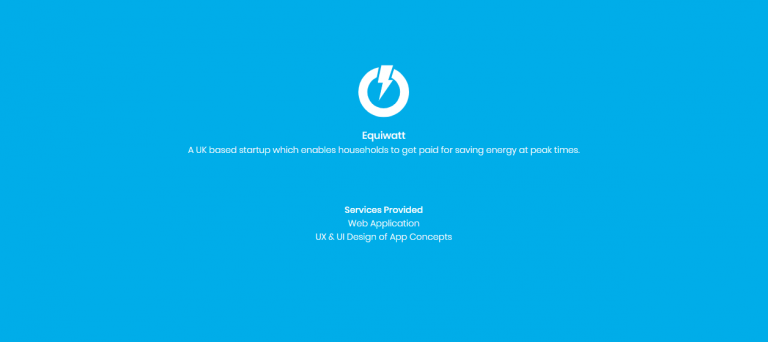 Equiwatt
A UK based startup which enables households to get paid for saving energy at peak times.
Services Provided
Web Application
UX & UI Design of App Concepts